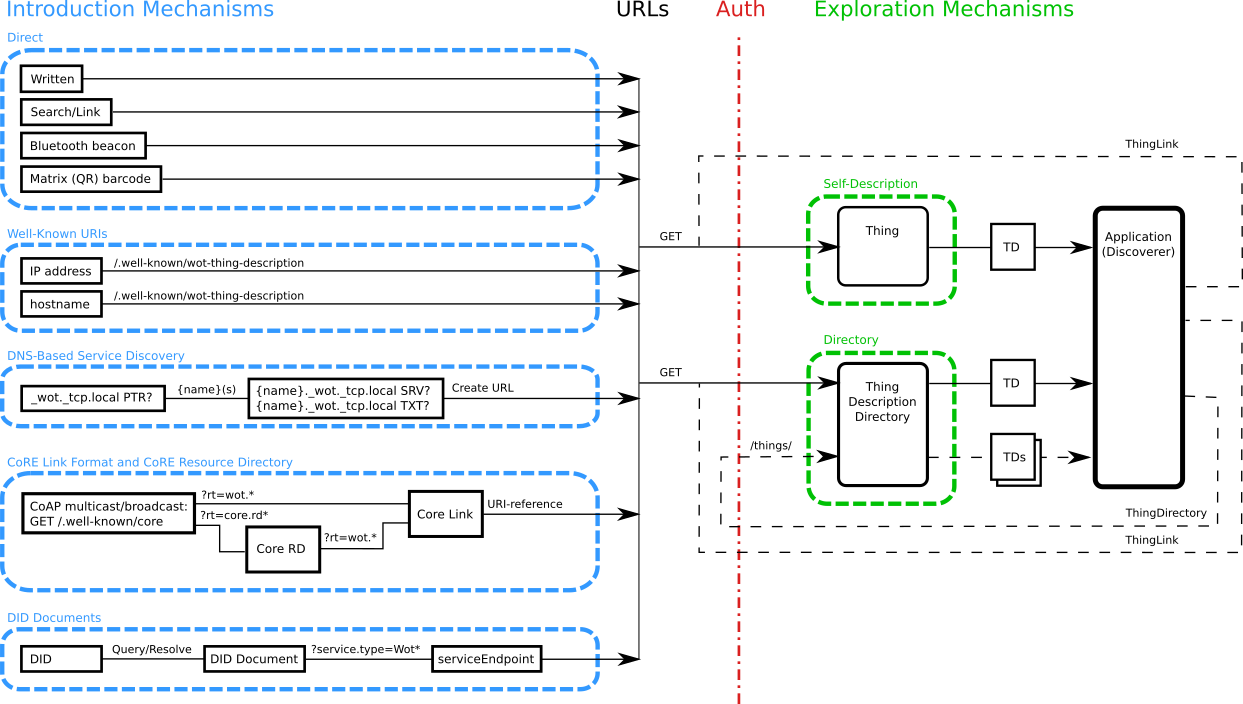 Introduction Mechanisms
URLs
Auth
Exploration Mechanisms
Direct
Written
Search/Link
Bluetooth beacon
Matrix (QR) barcode
Well-Known URIs
IP address
/.well-known/wot-thing-description
hostname
/.well-known/wot-thing-description
DNS-Based Service Discovery
_wot._tcp.local PTR?
{name}(s)
{name}._wot._tcp.local SRV?
{name}._wot._tcp.local TXT?
Create URL
CoRE Link Format and CoRE Resource Directory
CoAP multicast/broadcast:
GET /.well-known/core
?rt=wot.*
?rt=core.rd*
Core RD
?rt=wot.*
Core Link
URI-reference
DID Documents
DID
Query/Resolve
DID Document
?service.type=Wot*
serviceEndpoint
ThingLink
Self-Description
GET
Thing
TD
Application
(Discoverer)
Directory
GET
Thing
Description
Directory
TD
/things/
TDs
ThingDirectory
ThingLink